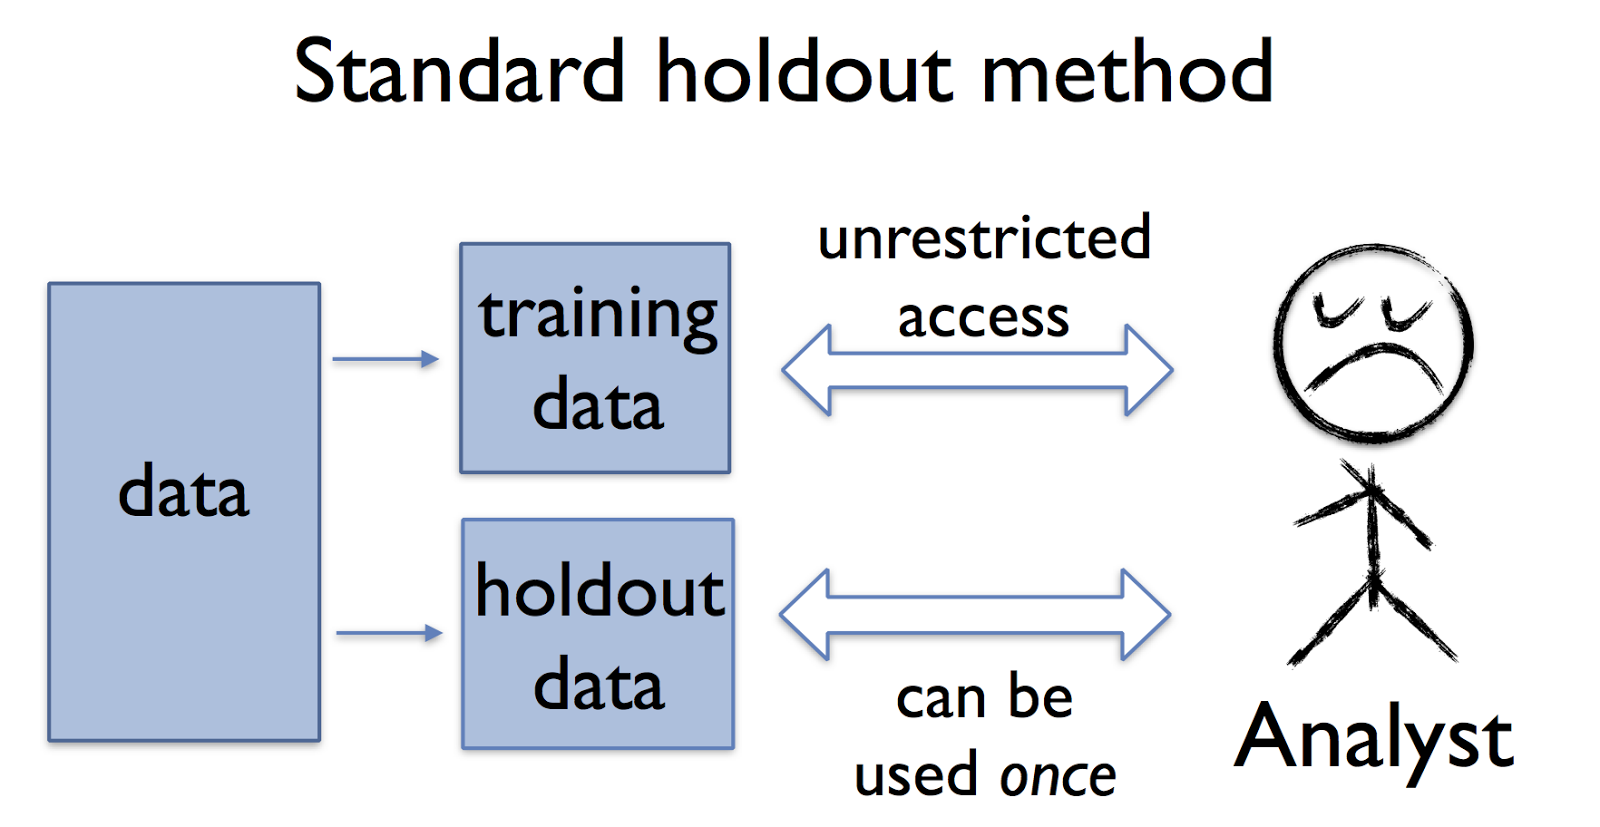 Standard holdout method
data
training
data
holdout
data
unrestricted
access
can be
used once
Analyst